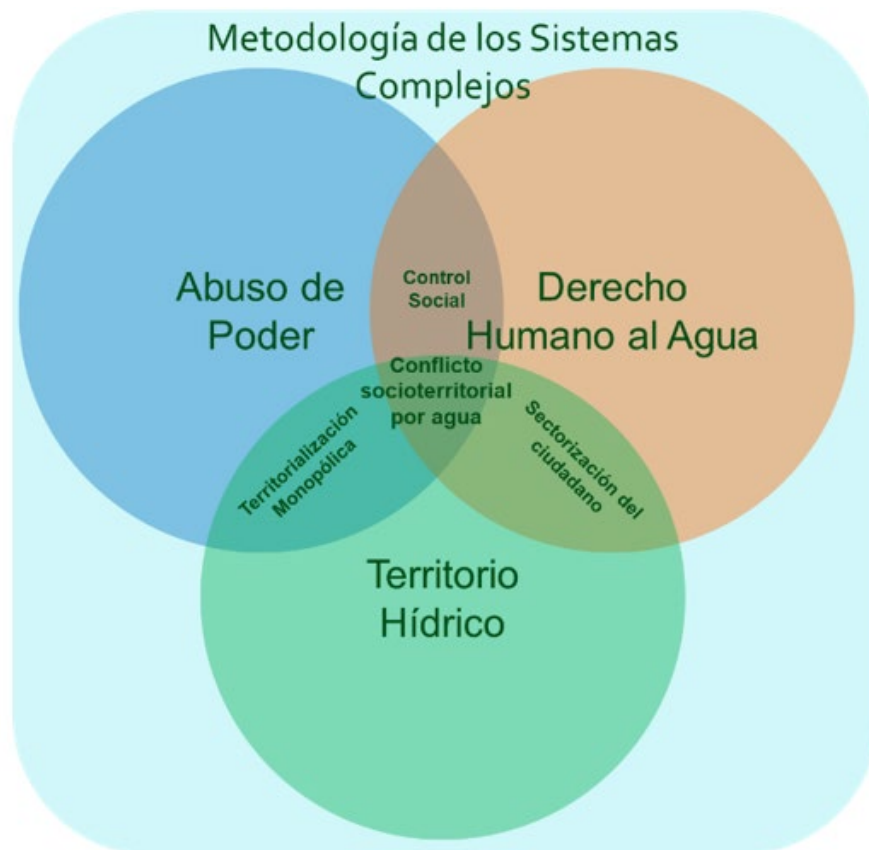 Metodología de los Sistemas
Complejos
Abuso de
Poder
Control
Social
Derecho
Humano al Agua
Conflicto
socioterritorial
por agua
Territorialización
Monopólica
Sectorización del
ciudadano
Territorio
Hídrico